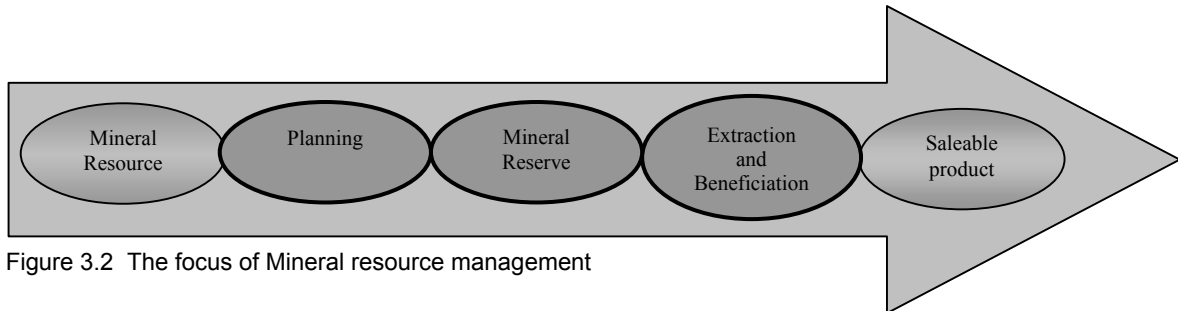 Mineral
Resource
Planning
Mineral
Reserve
Extraction
and
Beneficiation
Saleable
product
Figure 3.2  The focus of Mineral resource management